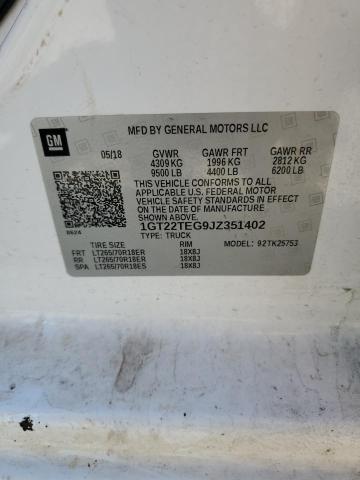 GM
MFD BY GENERAL MOTORS LLC
05/18 GVWR GAWR FRT GAWR RR
4309 KG 1996 KG 2812 KG
9500 LB 4400 LB 6200 LB
THIS VEHICLE CONFORMS TO ALL
APPLICABLE U.S. FEDERAL MOTOR
VEHICLE SAFETY STANDARDS IN EFFECT ON
THE DATE OF MANUFACTURE SHOWN ABOVE.
1GT22TEG9JZ351402
TYPE: TRUCK
8624
TIRE SIZE RIM MODEL: 92TK25753
FRT LT265/70R18ER 18X8J
RR LT265/70R18ER 18X8J
SPA LT265/70R18ES 18X8J